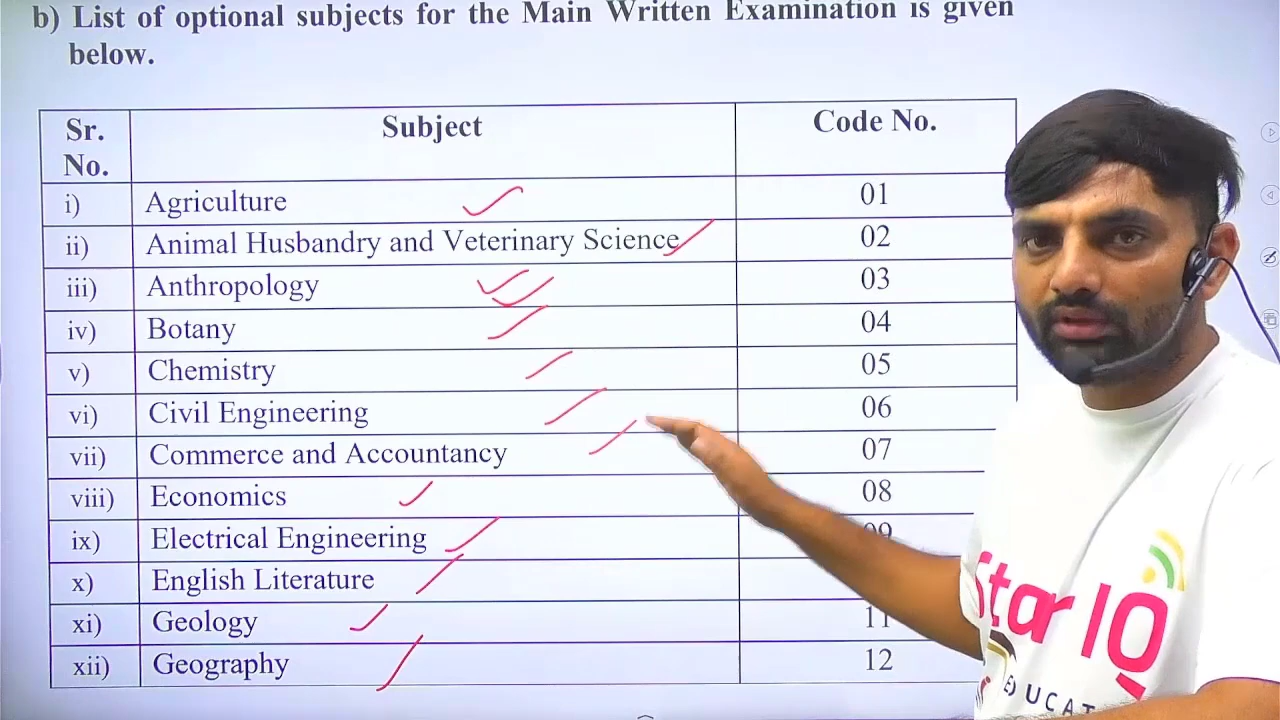 b) List of optional subjects for the Main Written Examination is given
below.
Sr. No. Subject Code No.
i) Agriculture 01
ii) Animal Husbandry and Veterinary Science 02
iii) Anthropology 03
iv) Botany 04
v) Chemistry 05
vi) Civil Engineering 06
vii) Commerce and Accountancy 07
viii) Economics 08
ix) Electrical Engineering 09
x) English Literature
xi) Geology 11
xii) Geography 12
Star IQ
EDUCAT